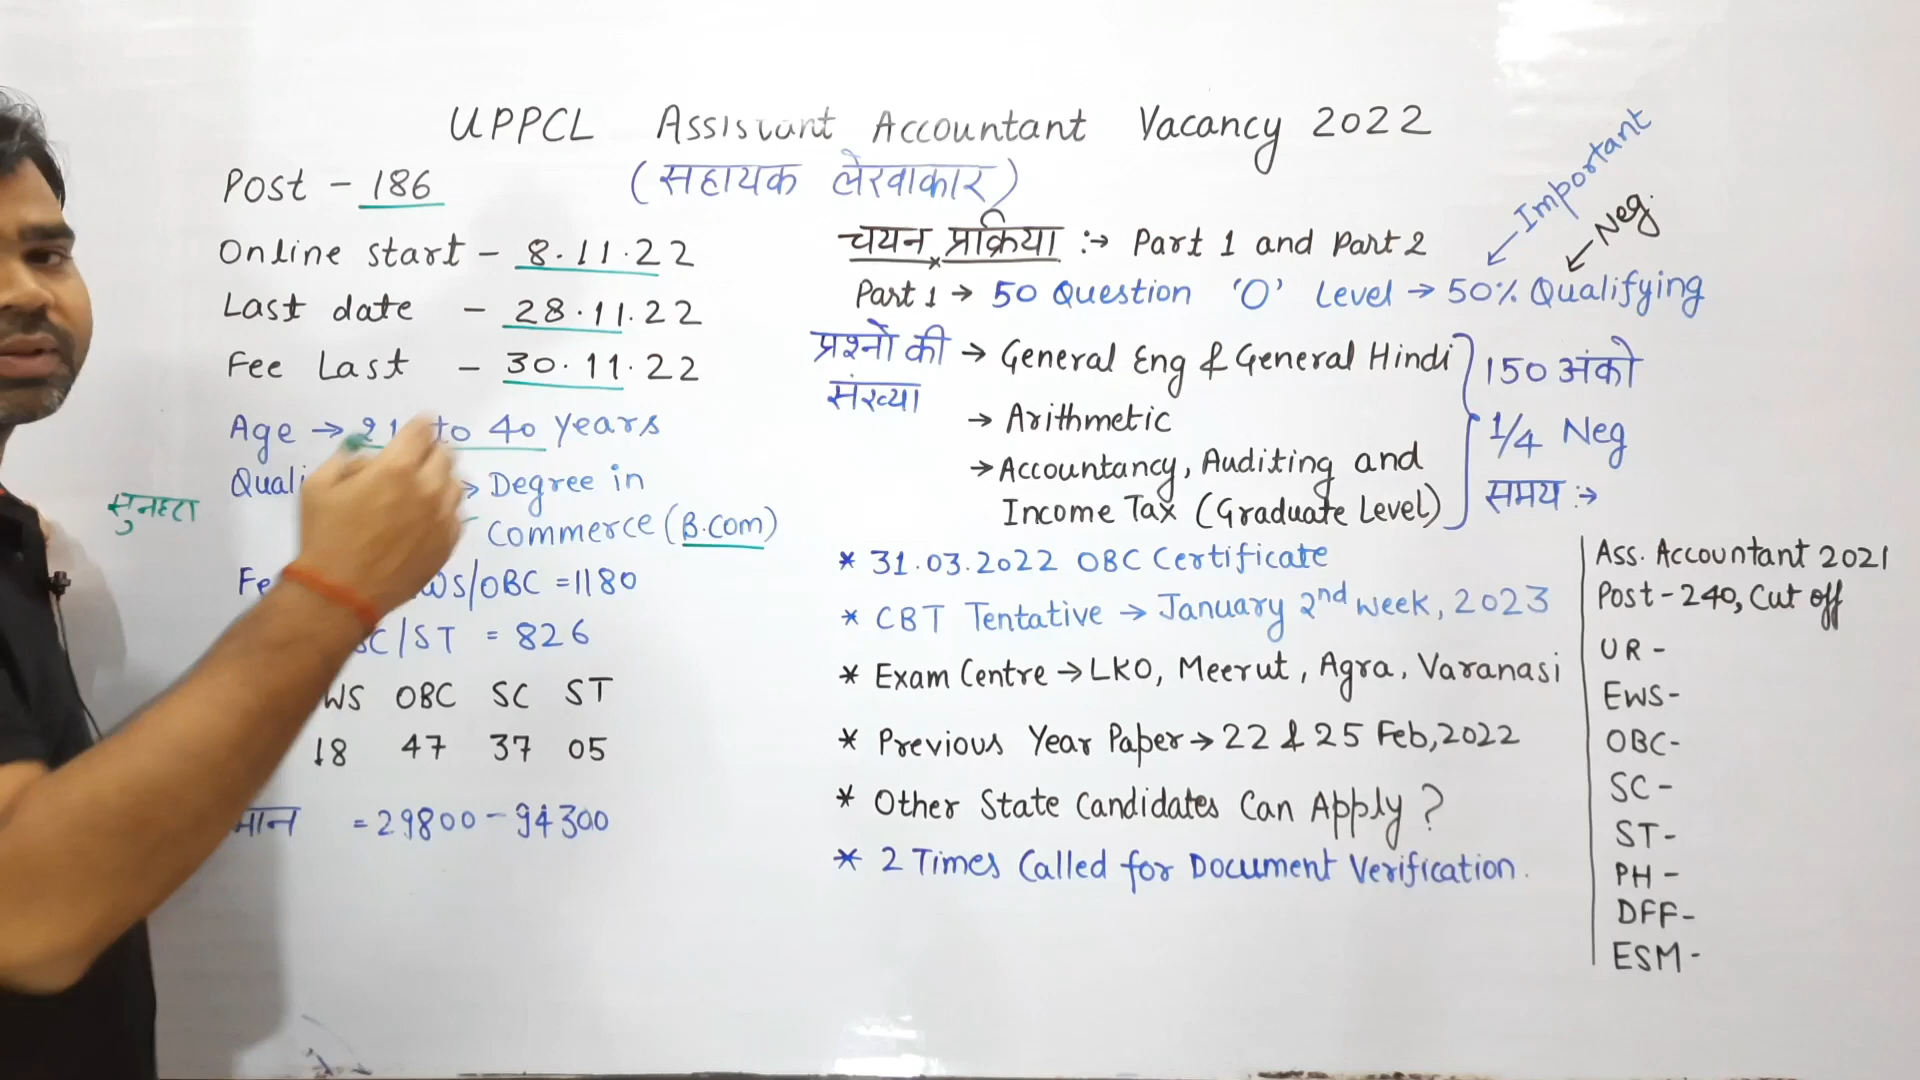 UPPCL Assistant Accountant Vacancy 2022
(सहायक लेखाकार)
Post - 186
Online start - 8.11.22
Last date - 28.11.22
Fee Last - 30.11.22
Age → 21 to 40 years
Quali → Degree in
Commerce (B.Com)
सुनहरा
Fe WS/OBC = 1180
SC/ST = 826
WS OBC SC ST
18 47 37 05
मान = 29800 - 94300
चयन प्रक्रिया :→ Part 1 and Part 2
Important
Neg.
Part 1 → 50 Question 'O' Level → 50% Qualifying
प्रश्नों की संख्या
→ General Eng & General Hindi
→ Arithmetic
→ Accountancy, Auditing and
Income Tax (Graduate Level)
150 अंको
1/4 Neg
समय :→
* 31.03.2022 OBC Certificate
* CBT Tentative → January 2nd week, 2023
* Exam Centre → LKO, Meerut, Agra, Varanasi
* Previous Year Paper → 22 & 25 Feb, 2022
* Other State Candidates Can Apply ?
* 2 Times Called for Document Verification.
Ass. Accountant 2021
Post - 240, Cut off
UR -
EWS -
OBC -
SC -
ST -
PH -
DFF -
ESM -